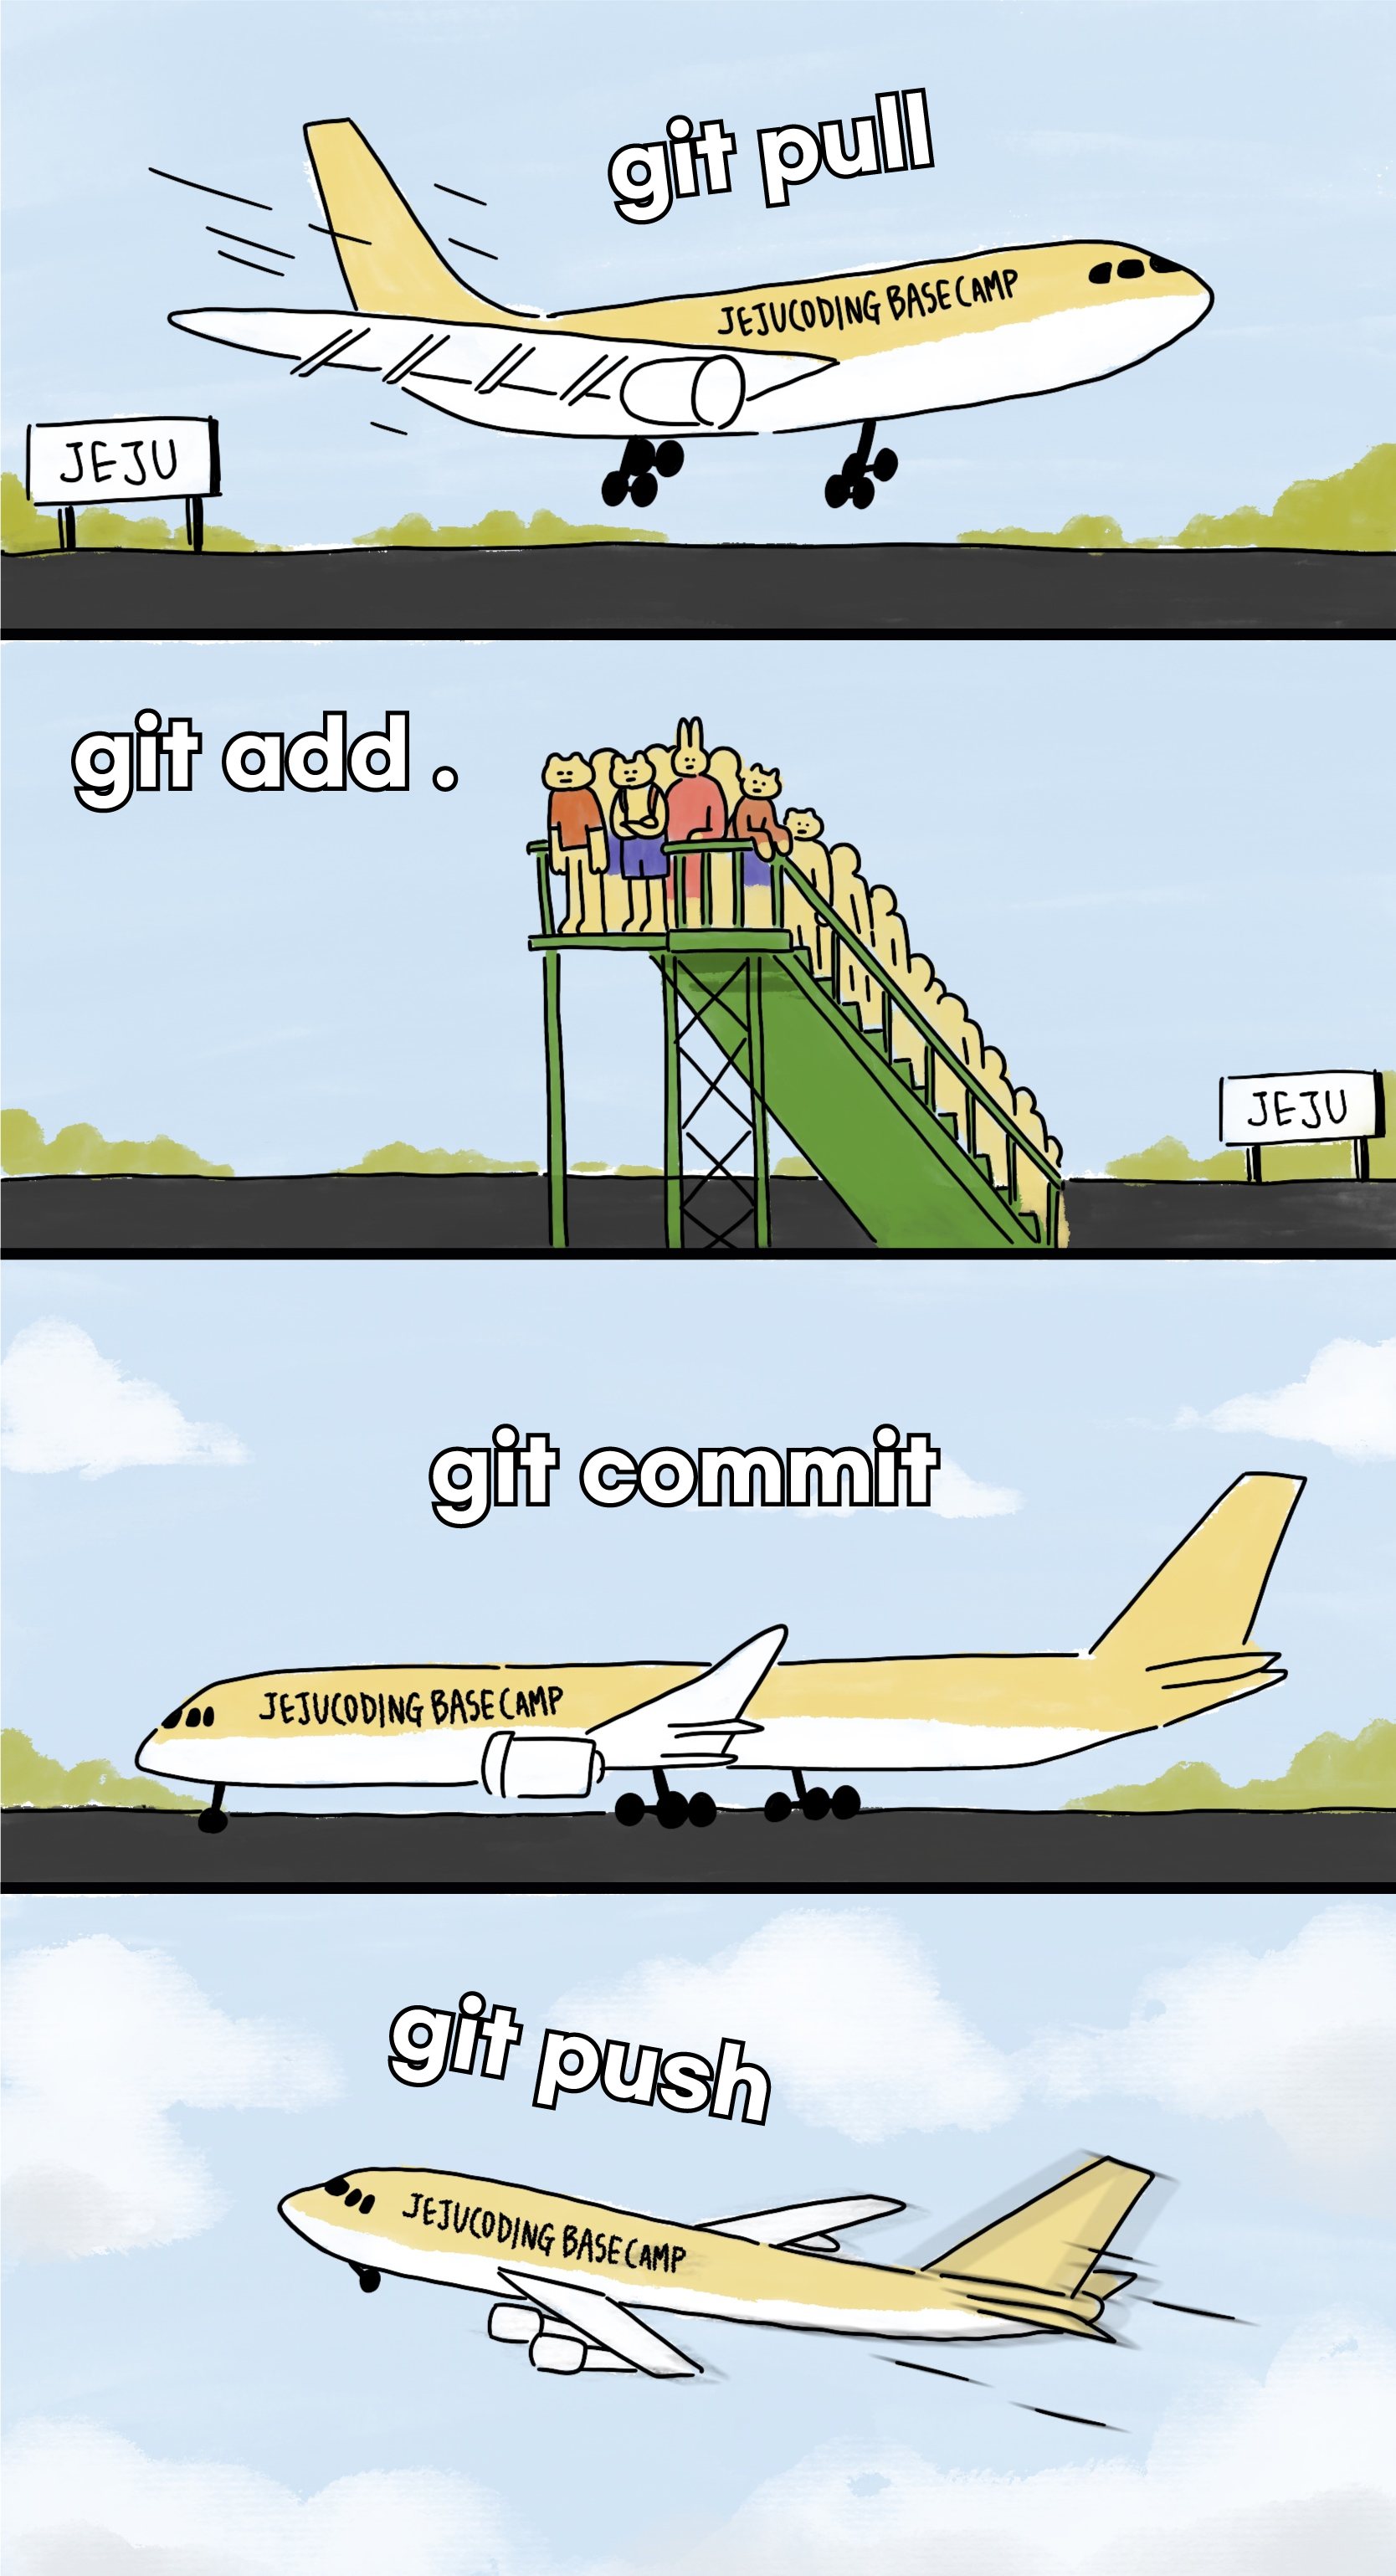 git pull
JEJUCODING BASECAMP
JEJU
git add .
JEJU
git commit
JEJUCODING BASECAMP
git push
JEJUCODING BASECAMP